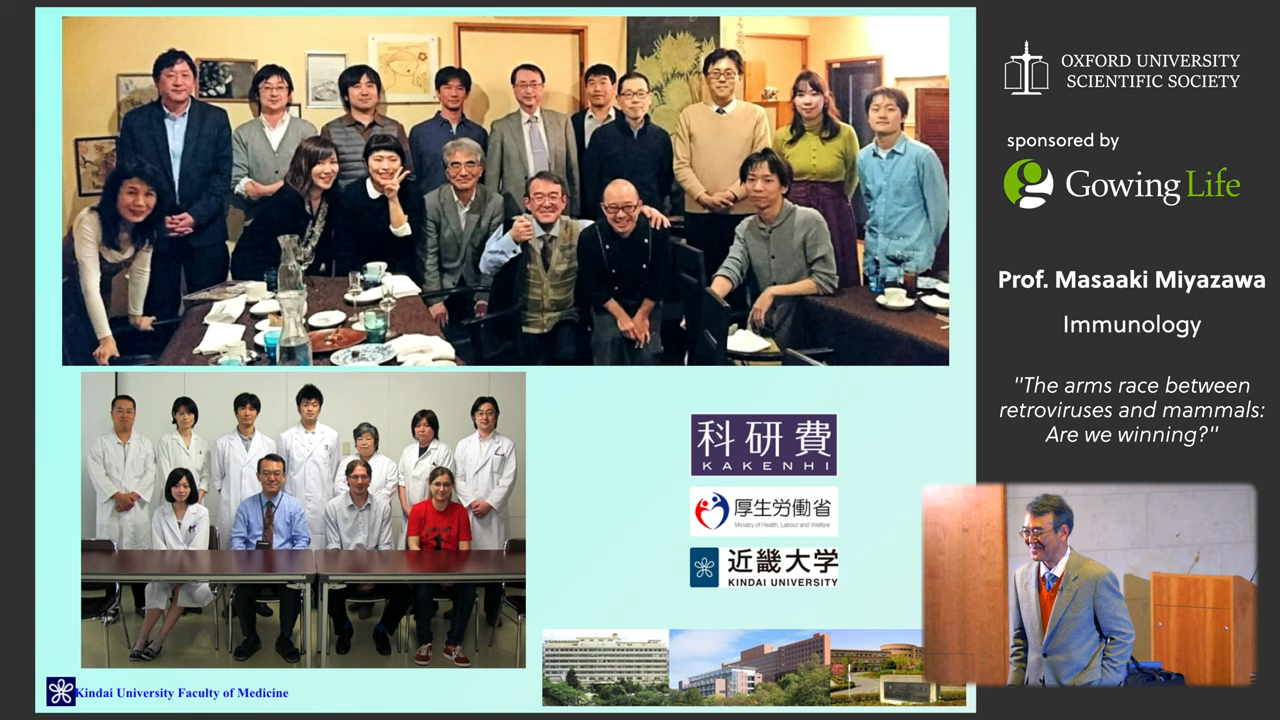 科研費
KAKENHI
厚生労働省
Ministry of Health, Labour and Welfare
近畿大学
KINDAI UNIVERSITY
Kindai University Faculty of Medicine
OXFORD UNIVERSITY
SCIENTIFIC SOCIETY
sponsored by
Gowing Life
Prof. Masaaki Miyazawa
Immunology
"The arms race between
retroviruses and mammals:
Are we winning?"